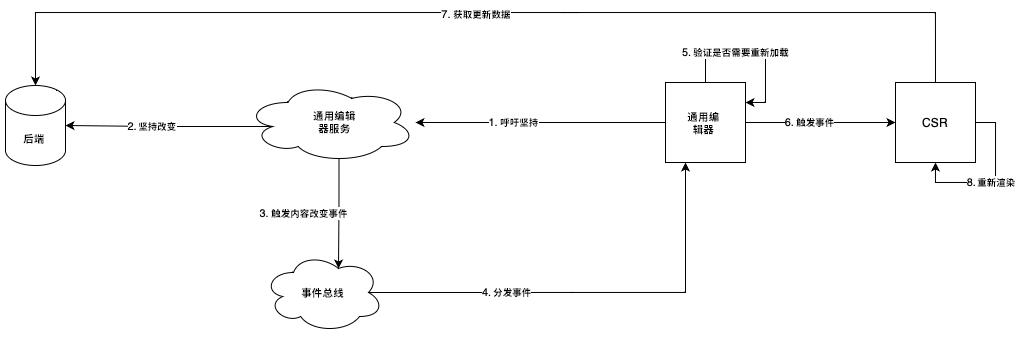 7. 获取更新数据
5. 验证是否需要重新加载
后端
2. 坚持改变
通用编辑
器服务
1. 呼吁坚持
通用编
辑器
6. 触发事件
CSR
8. 重新渲染
3. 触发内容改变事件
事件总线
4. 分发事件